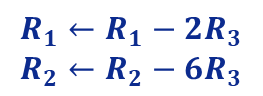 R₁ ← R₁ − 2R₃
R₂ ← R₂ − 6R₃